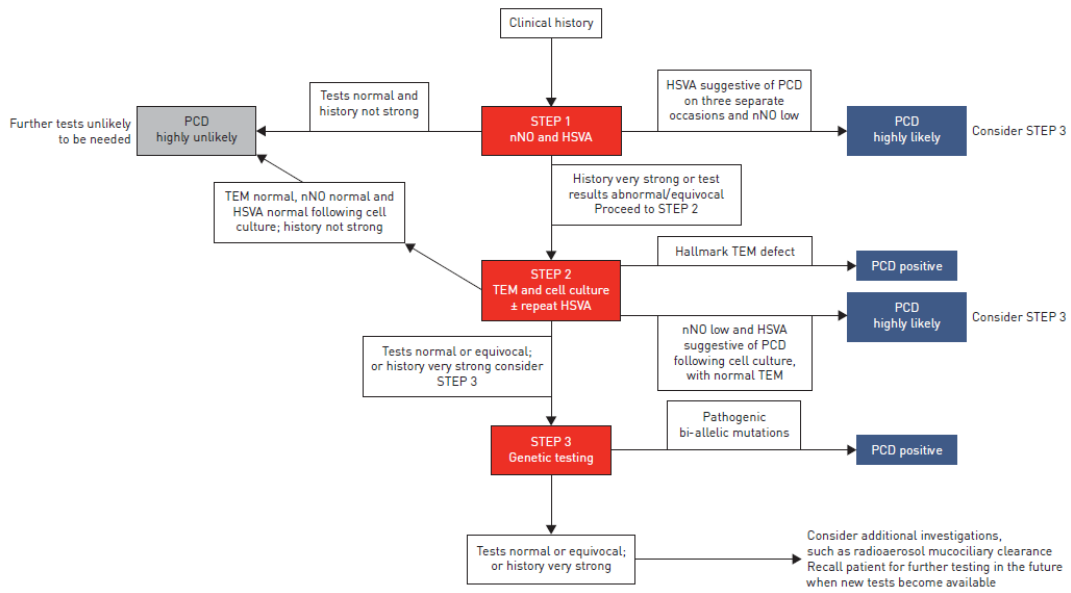 Clinical history
Tests normal and
history not strong
HSVA suggestive of PCD
on three separate
occasions and nNO low
Further tests unlikely
to be needed
PCD
highly unlikely
STEP 1
nNO and HSVA
PCD
highly likely
Consider STEP 3
TEM normal, nNO normal and
HSVA normal following cell
culture; history not strong
History very strong or test
results abnormal/equivocal
Proceed to STEP 2
Hallmark TEM defect
PCD positive
STEP 2
TEM and cell culture
± repeat HSVA
PCD
highly likely
Consider STEP 3
nNO low and HSVA
suggestive of PCD
following cell culture,
with normal TEM
Tests normal or equivocal;
or history very strong consider
STEP 3
Pathogenic
bi-allelic mutations
STEP 3
Genetic testing
PCD positive
Tests normal or equivocal;
or history very strong
Consider additional investigations,
such as radioaerosol mucociliary clearance
Recall patient for further testing in the future
when new tests become available